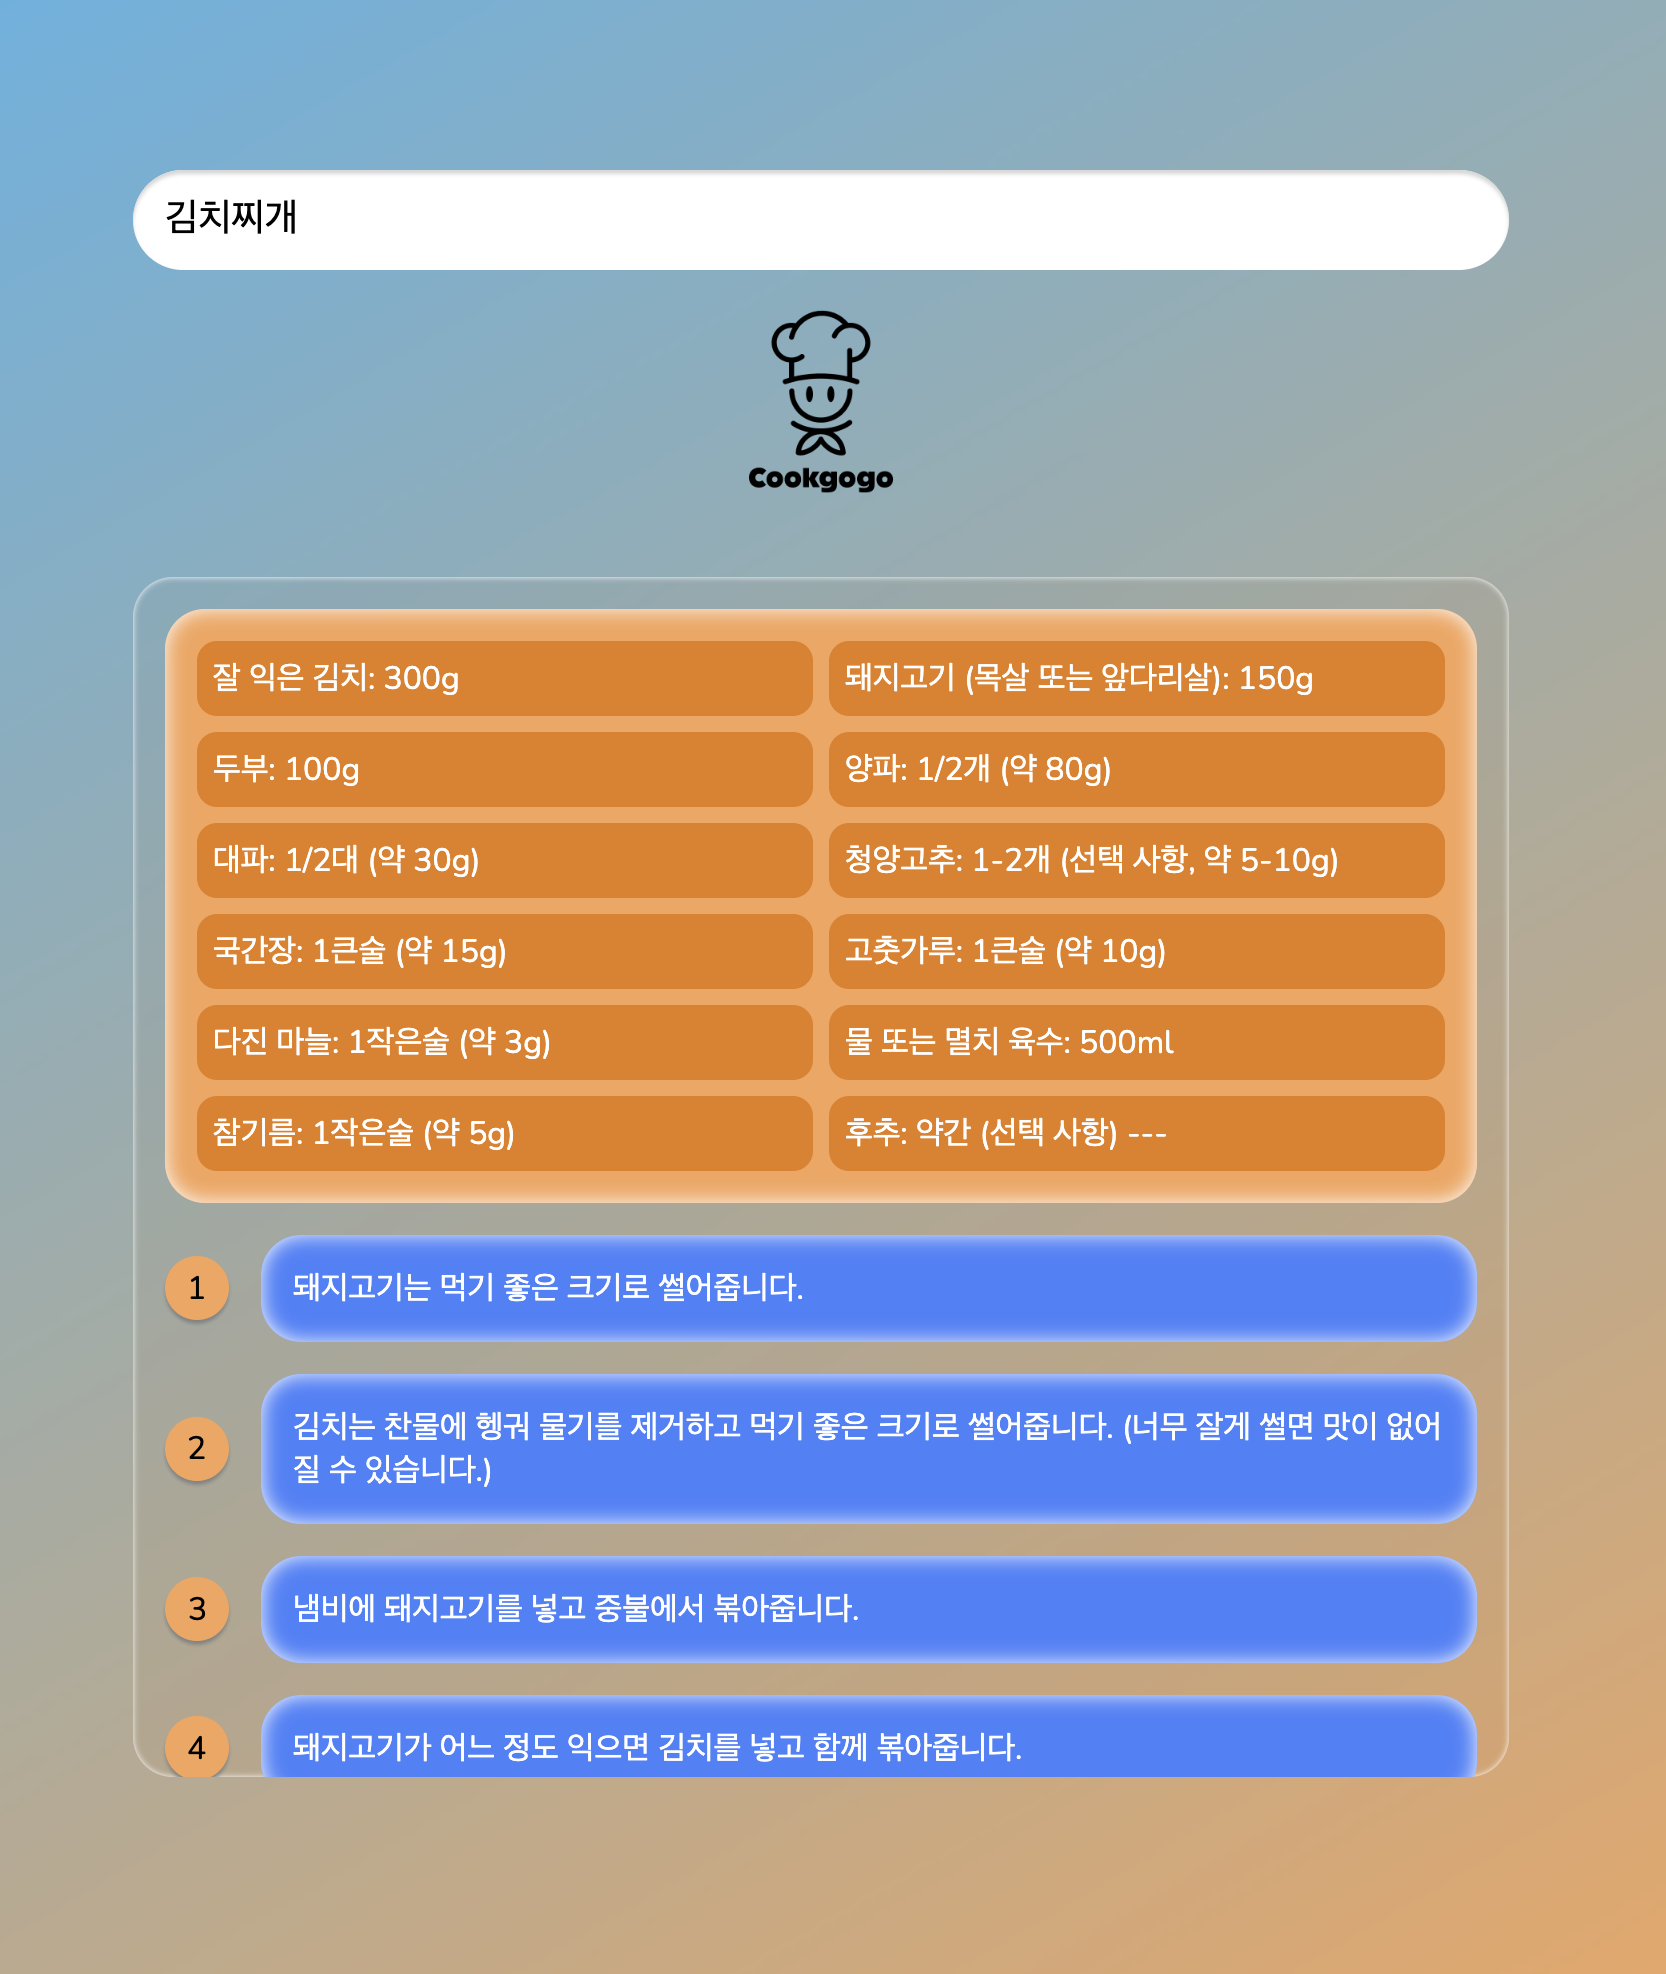 김치찌개
Cookgogo
잘 익은 김치: 300g
돼지고기 (목살 또는 앞다리살): 150g
두부: 100g
양파: 1/2개 (약 80g)
대파: 1/2대 (약 30g)
청양고추: 1-2개 (선택 사항, 약 5-10g)
국간장: 1큰술 (약 15g)
고춧가루: 1큰술 (약 10g)
다진 마늘: 1작은술 (약 3g)
물 또는 멸치 육수: 500ml
참기름: 1작은술 (약 5g)
후추: 약간 (선택 사항) ---
1 돼지고기는 먹기 좋은 크기로 썰어줍니다.
2 김치는 찬물에 헹궈 물기를 제거하고 먹기 좋은 크기로 썰어줍니다. (너무 잘게 썰면 맛이 없어
질 수 있습니다.)
3 냄비에 돼지고기를 넣고 중불에서 볶아줍니다.
4 돼지고기가 어느 정도 익으면 김치를 넣고 함께 볶아줍니다.